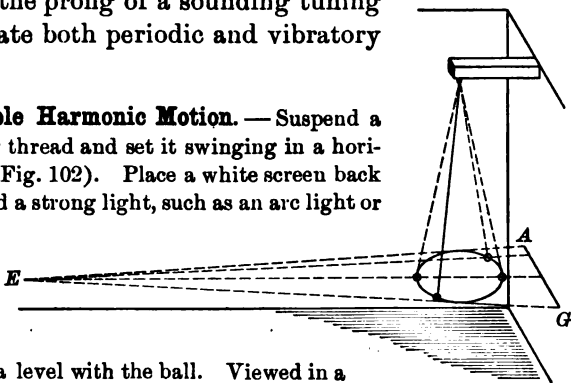 the prong of a sounding tuning
ate both periodic and vibratory
ple Harmonic Motion. — Suspend a
thread and set it swinging in a hori-
Fig. 102). Place a white screen back
d a strong light, such as an arc light or
A
E
G
a level with the ball. Viewed in a